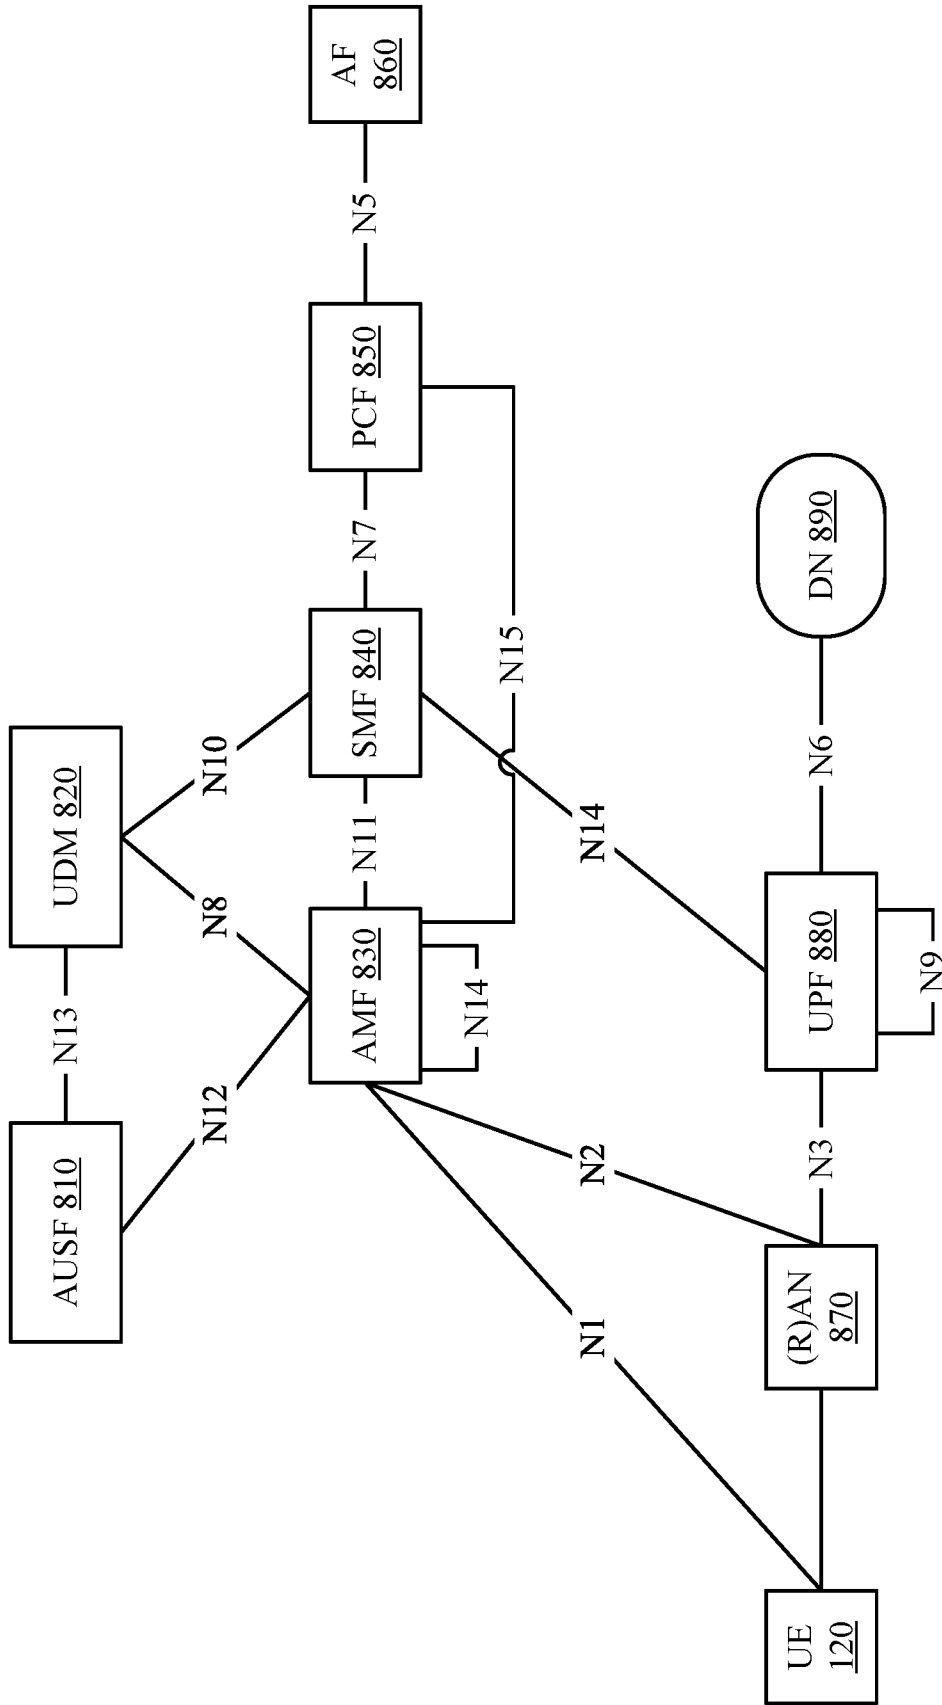 AUSF 810
N13
UDM 820
N12
N8
N10
AMF 830
N11
SMF 840
N7
PCF 850
N5
AF
860
N14
N15
N1
N2
N14
UE
120
(R)AN
870
N3
UPF 880
N6
DN 890
N9